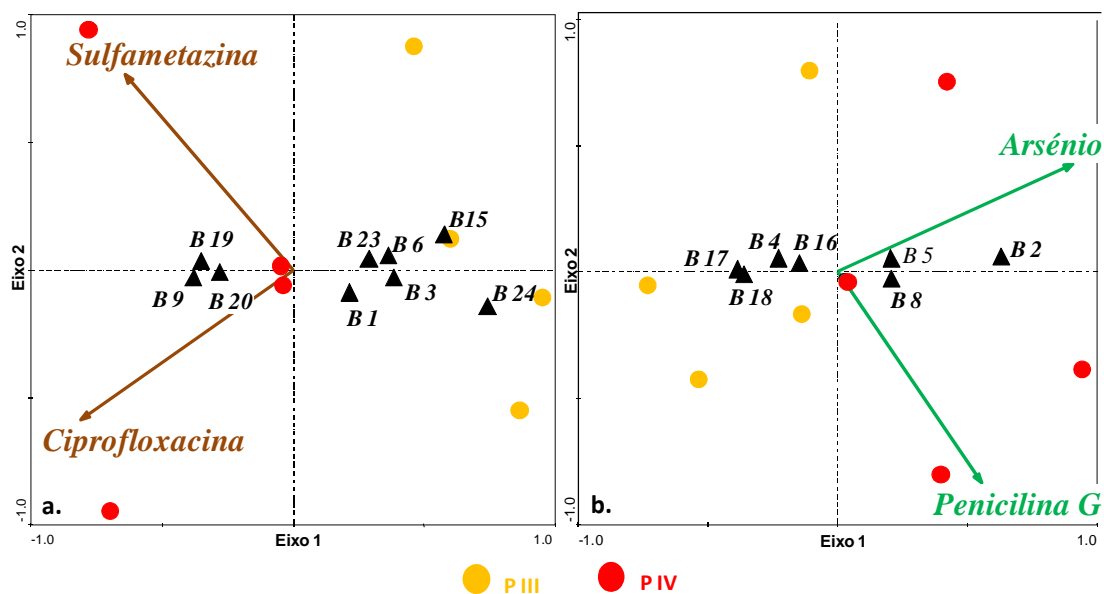 1.0
Sulfametazina
B 19
B 9
B 20
B 23
B 6
B15
B 3
B 1
B 24
Ciprofloxacina
Eixo 2
a.
-1.0
-1.0
Eixo 1
1.0
1.0
Arsénio
B 17
B 4
B 16
B 18
B 5
B 2
B 8
Penicilina G
Eixo 2
b.
-1.0
-1.0
Eixo 1
1.0
P III
P IV